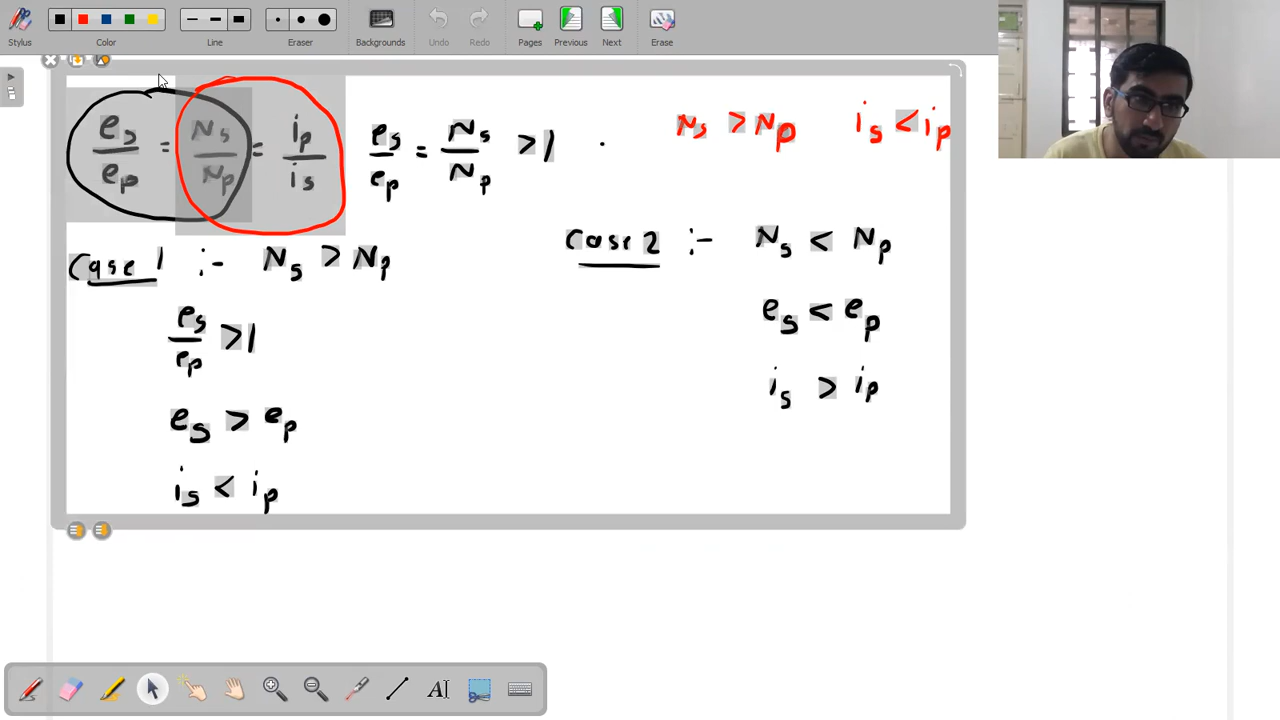 Stylus
Color
Line
Eraser
Backgrounds
Undo
Redo
Pages
Previous
Next
Erase
es/ep = Ns/Np = ip/is
es/ep = Ns/Np > 1 .
Ns > Np is < ip
Case 1 :- Ns > Np
es/ep > 1
es > ep
is < ip
Case 2 :- Ns < Np
es < ep
is > ip
AI